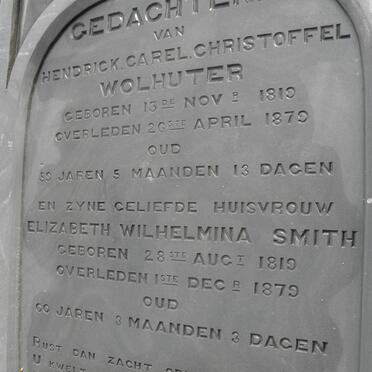 GEDACHTE
VAN
HENDRICK.CAREL.CHRISTOFFEL
WOLHUTER
GEBOREN 13DE NOVR 1819
OVERLEDEN 26STE APRIL 1879
OUD
59 JAREN 5 MAANDEN 13 DAGEN
EN ZYNE GELIEFDE HUISVROUW
ELIZABETH WILHELMINA SMITH
GEBOREN 28STE AUGT 1819
OVERLEDEN 1STE DECR 1879
OUD
60 JAREN 3 MAANDEN 3 DAGEN
RUST DAN ZACHT
U KWELT